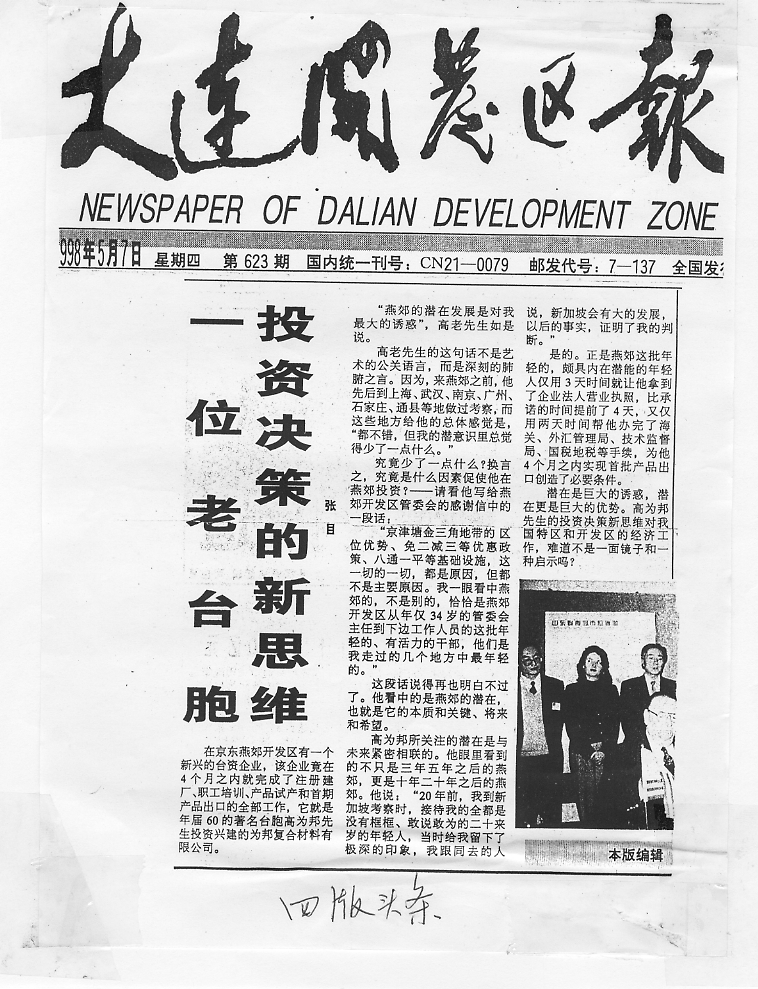 大连开发区報
NEWSPAPER OF DALIAN DEVELOPMENT ZONE
998年5月7日 星期四 第623期 国内统一刊号：CN21—0079 邮发代号：7—137 全国发行
一位老台胞
投资决策的新思维
张目
在京东燕郊开发区有一个
新兴的台资企业，该企业竟在
4个月之内就完成了注册建
厂、职工培训、产品试产和首期
产品出口的全部工作，它就是
年届60的著名台胞高为邦先
生投资兴建的为邦复合材料有
限公司。
“燕郊的潜在发展是对我
最大的诱惑”，高老先生如是
说。
高老先生的这句话不是艺
术的公关语言，而是深刻的肺
腑之言。因为，来燕郊之前，他
先后到上海、武汉、南京、广州、
石家庄、通县等地做过考察，而
这些地方给他的总体感觉是，
“都不错，但我的潜意识里总觉
得少了一点什么。”
究竟少了一点什么？换言
之，究竟是什么因素促使他在
燕郊投资？——请看他写给燕
郊开发区管委会的感谢信中的
一段话：
“京津塘金三角地带的区
位优势、免二减三等优惠政
策、八通一平等基础设施，这
一切的一切，都是原因，但都
不是主要原因。我一眼看中燕
郊的，不是别的，恰恰是燕郊
开发区从年仅34岁的管委会
主任到下边工作人员的这批年
轻的、有活力的干部，他们是
我走过的几个地方中最年轻
的。”
这段话说得再也明白不过
了。他看中的是燕郊的潜在，
也就是它的本质和关键、将来
和希望。
高为邦所关注的潜在是与
未来紧密相联的。他眼里看到
的不只是三年五年之后的燕
郊，更是十年二十年之后的燕
郊。他说：“20年前，我到新
加坡考察时，接待我的全都是
没有框框、敢说敢为的二十来
岁的年轻人，当时给我留下了
极深的印象，我跟同去的人
说，新加坡会有大的发展，
以后的事实，证明了我的判
断。”
是的。正是燕郊这批年
轻的，颇具内在潜能的年轻
人仅用3天时间就让他拿到
了企业法人营业执照，比承
诺的时间提前了4天，又仅
用两天时间帮他办完了海
关、外汇管理局、技术监督
局、国税地税等手续，为他
4个月之内实现首批产品出
口创造了必要条件。
潜在是巨大的诱惑，潜
在更是巨大的优势。高为邦
先生的投资决策新思维对我
国特区和开发区的经济工
作，难道不是一面镜子和一
种启示吗？
本版编辑
四版头条